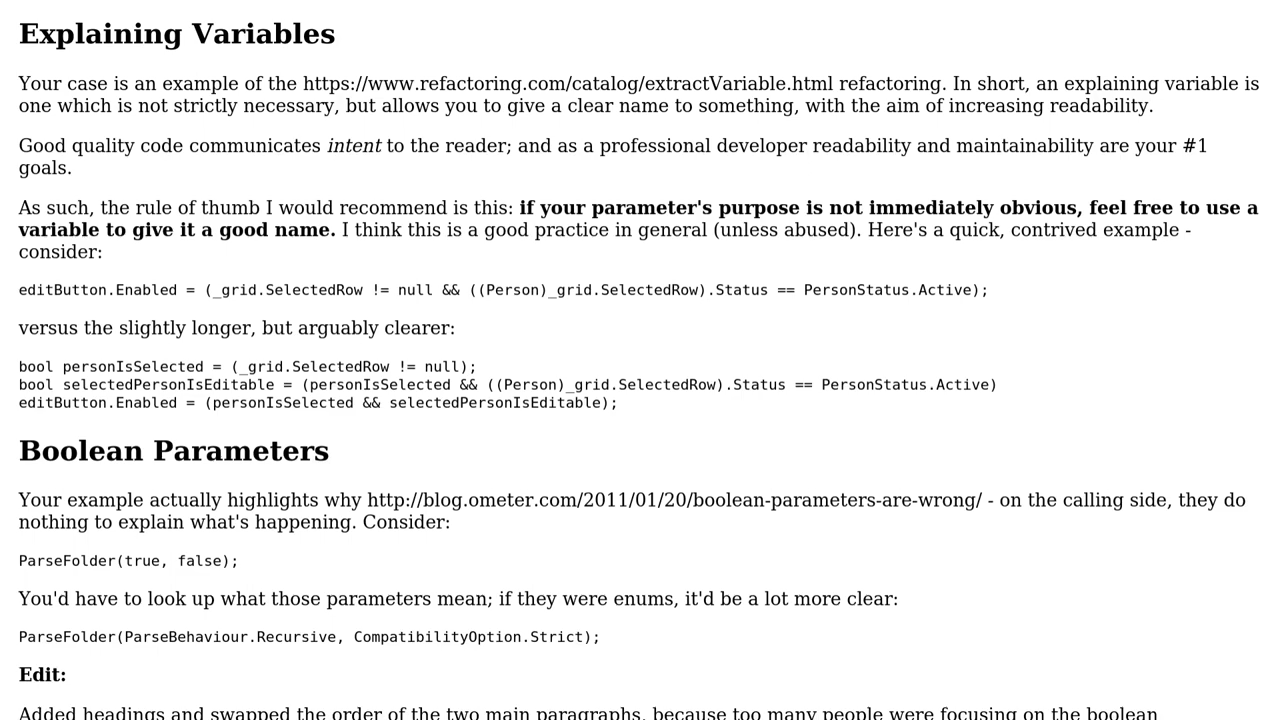 Explaining Variables
Your case is an example of the https://www.refactoring.com/catalog/extractVariable.html refactoring. In short, an explaining variable is
one which is not strictly necessary, but allows you to give a clear name to something, with the aim of increasing readability.
Good quality code communicates intent to the reader; and as a professional developer readability and maintainability are your #1
goals.
As such, the rule of thumb I would recommend is this: if your parameter's purpose is not immediately obvious, feel free to use a
variable to give it a good name. I think this is a good practice in general (unless abused). Here's a quick, contrived example -
consider:
editButton.Enabled = (_grid.SelectedRow != null && ((Person)_grid.SelectedRow).Status == PersonStatus.Active);
versus the slightly longer, but arguably clearer:
bool personIsSelected = (_grid.SelectedRow != null);
bool selectedPersonIsEditable = (personIsSelected && ((Person)_grid.SelectedRow).Status == PersonStatus.Active)
editButton.Enabled = (personIsSelected && selectedPersonIsEditable);
Boolean Parameters
Your example actually highlights why http://blog.ometer.com/2011/01/20/boolean-parameters-are-wrong/ - on the calling side, they do
nothing to explain what's happening. Consider:
ParseFolder(true, false);
You'd have to look up what those parameters mean; if they were enums, it'd be a lot more clear:
ParseFolder(ParseBehaviour.Recursive, CompatibilityOption.Strict);
Edit:
Added headings and swapped the order of the two main paragraphs, because too many people were focusing on the boolean